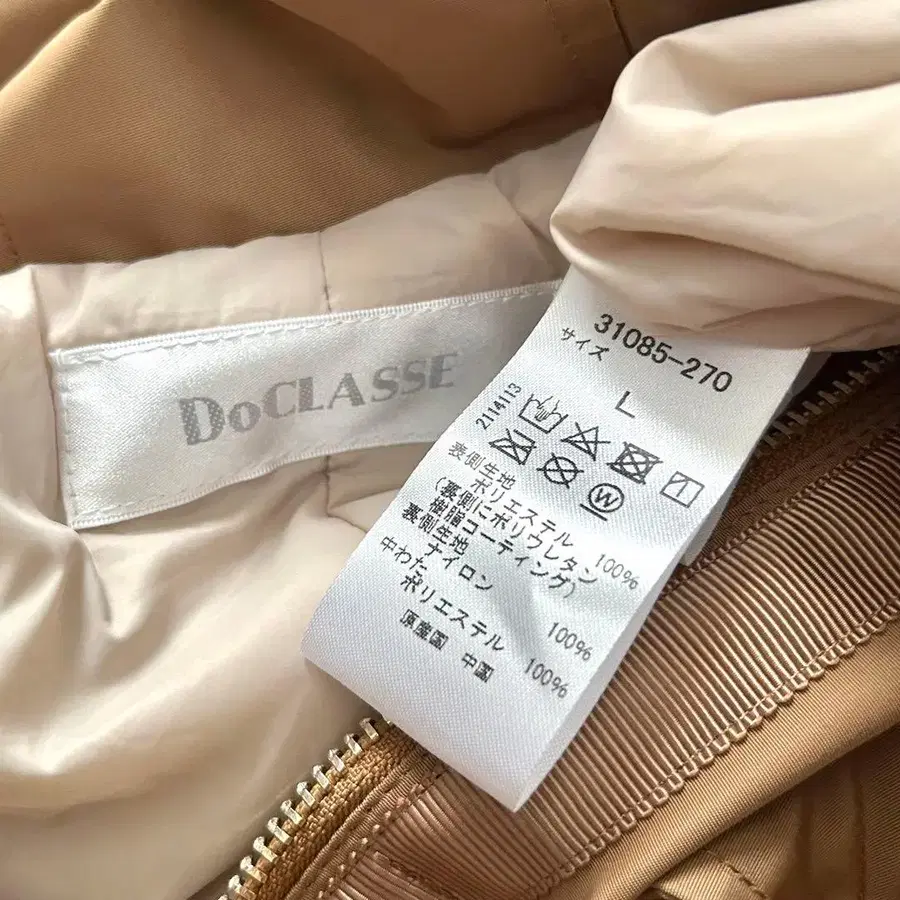 DoCLASSE
31085-270
サイズ
L
211413
W
表側生地
ポリエステル 100%
(裏側にポリウレタン
樹脂コーティング)
裏側生地
ナイロン 100%
中わた
ポリエステル 100%
原産国 中国